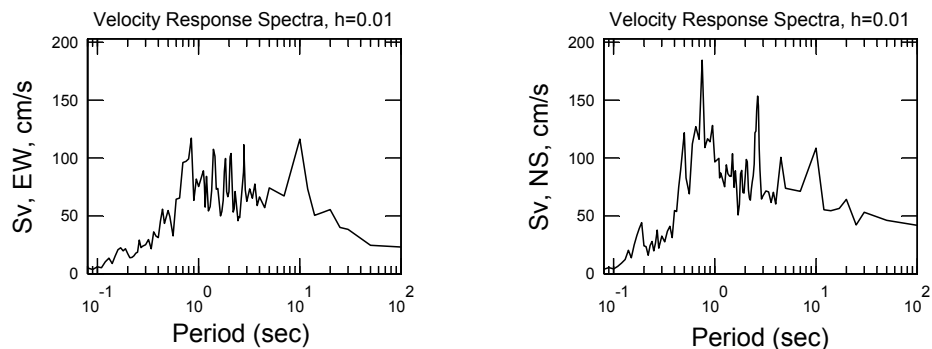 Velocity Response Spectra, h=0.01
200
150
100
50
0
Sv, EW, cm/s
10^-1 10^0 10^1 10^2
Period (sec)
Velocity Response Spectra, h=0.01
200
150
100
50
0
Sv, NS, cm/s
10^-1 10^0 10^1 10^2
Period (sec)